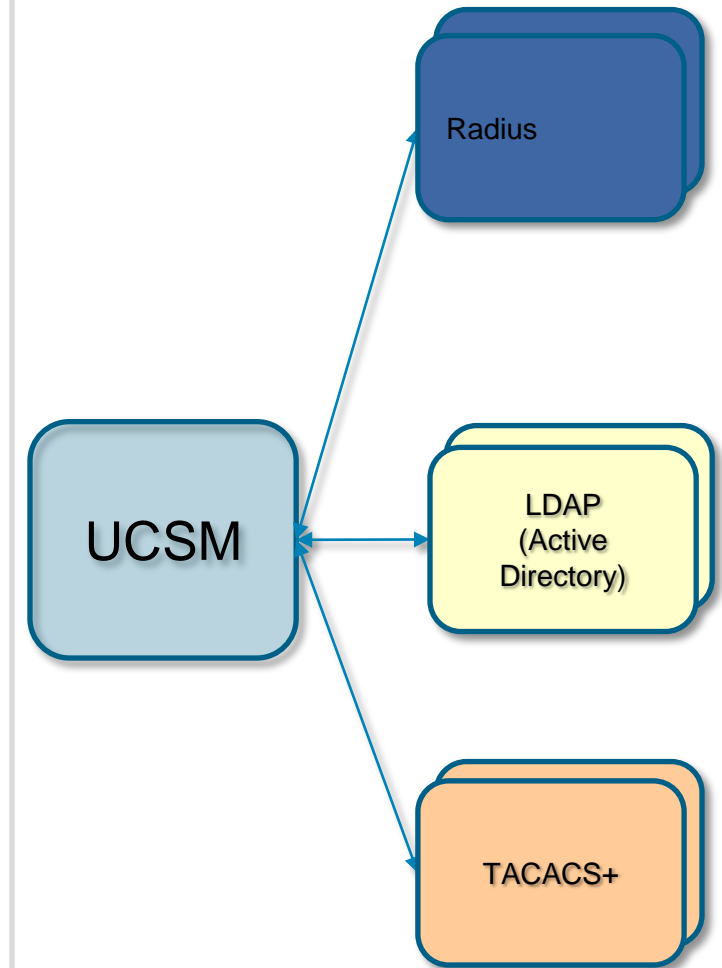 Radius
UCSM
LDAP
(Active
Directory)
TACACS+